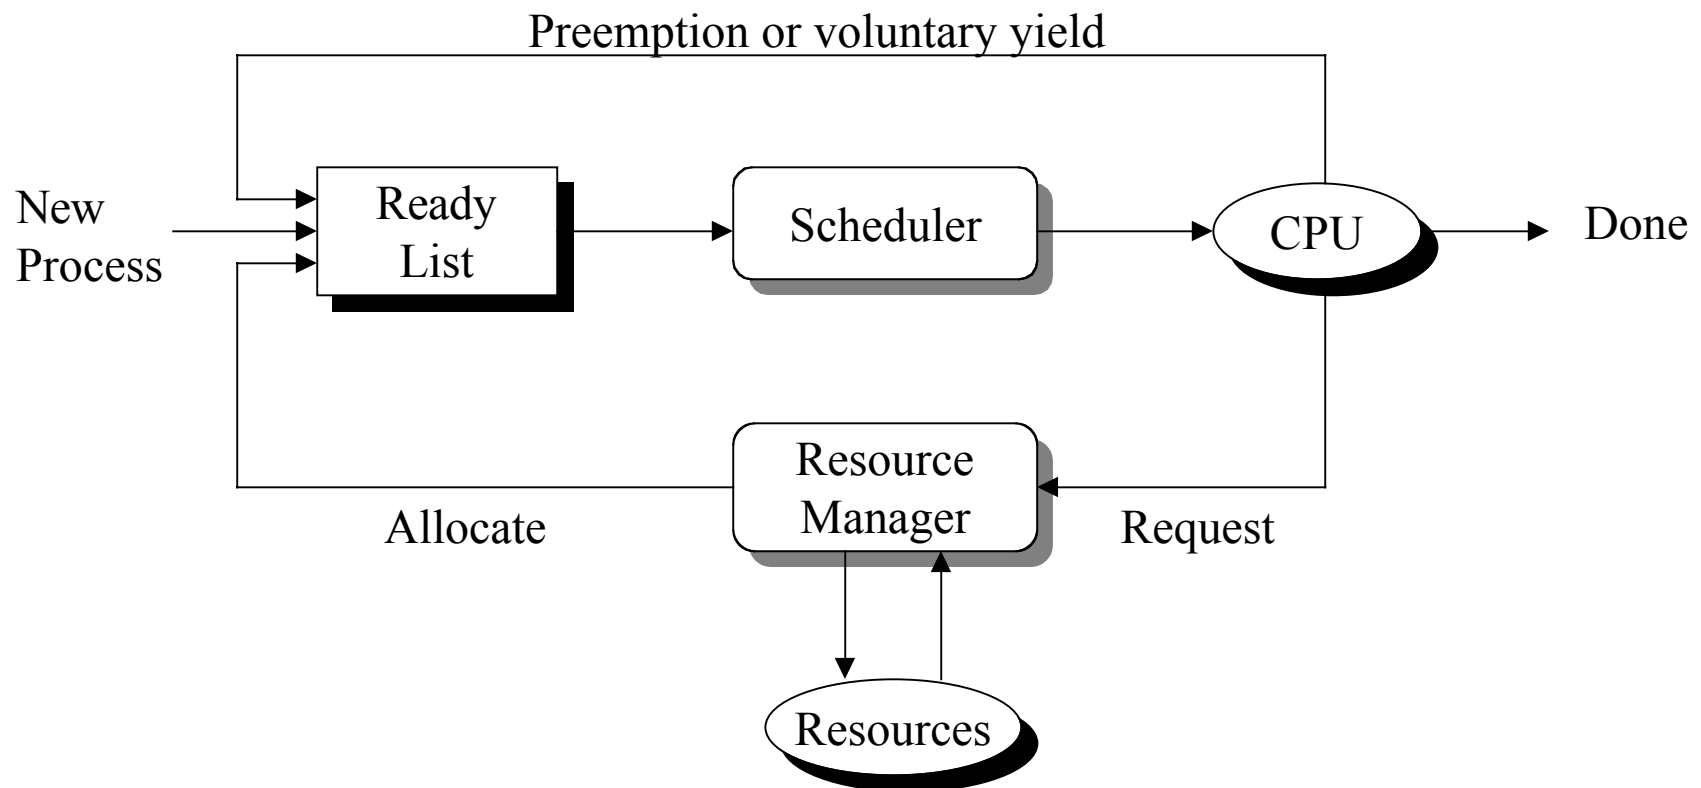 Preemption or voluntary yield
New
Process
Ready
List
Scheduler
CPU
Done
Resource
Manager
Allocate
Request
Resources